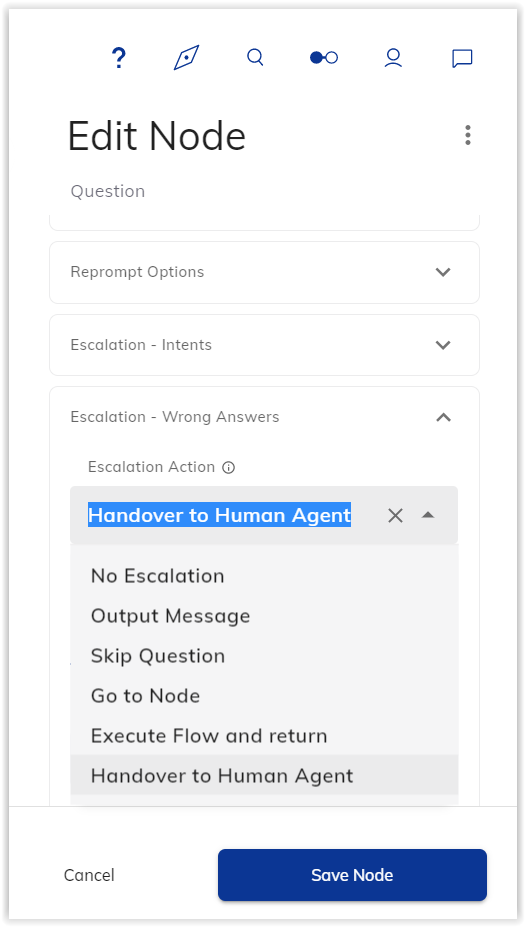 ?
Edit Node
Question
Reprompt Options
Escalation - Intents
Escalation - Wrong Answers
Escalation Action
Handover to Human Agent
No Escalation
Output Message
Skip Question
Go to Node
Execute Flow and return
Handover to Human Agent
Cancel
Save Node